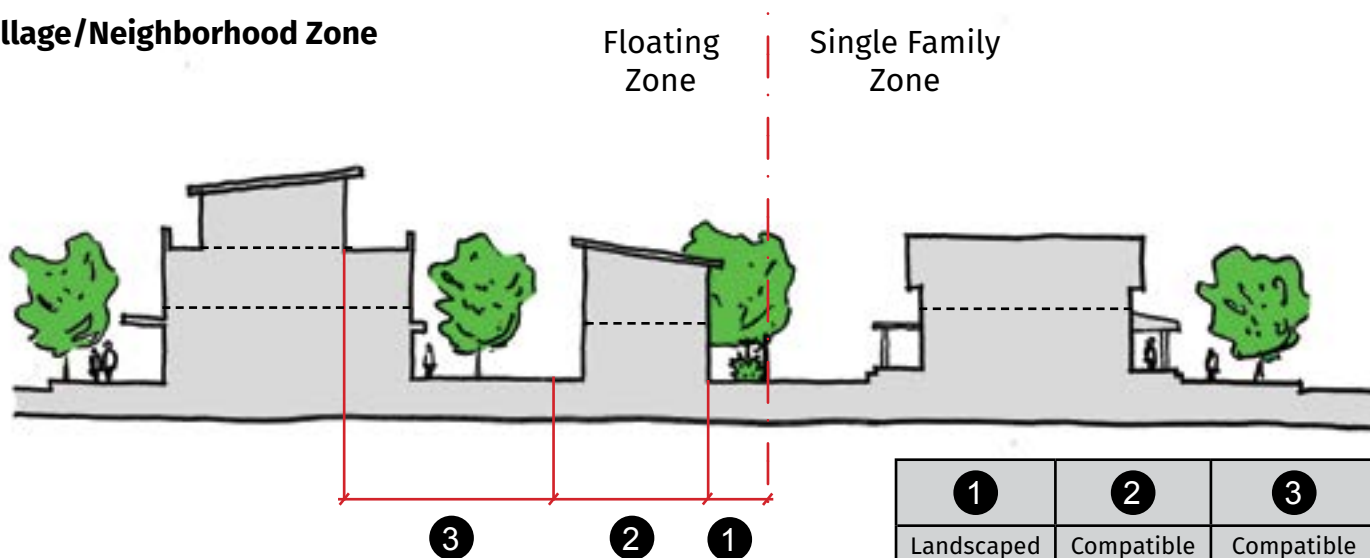 llage/Neighborhood Zone
Floating
Zone
Single Family
Zone
3
2
1
1
2
3
Landscaped
Compatible
Compatible